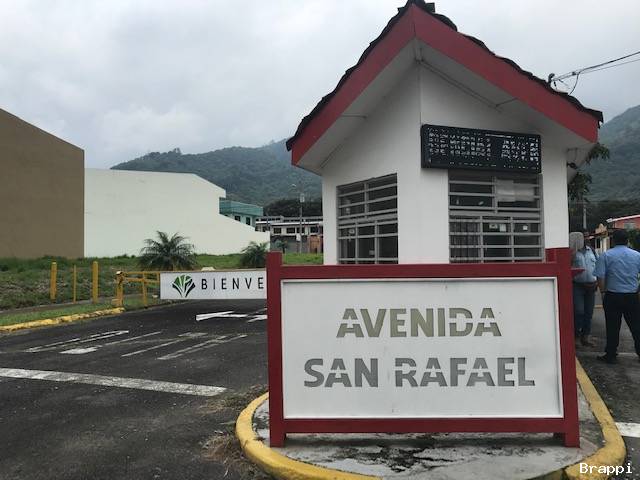 BIENVE
AVENIDA
SAN RAFAEL
Brappi